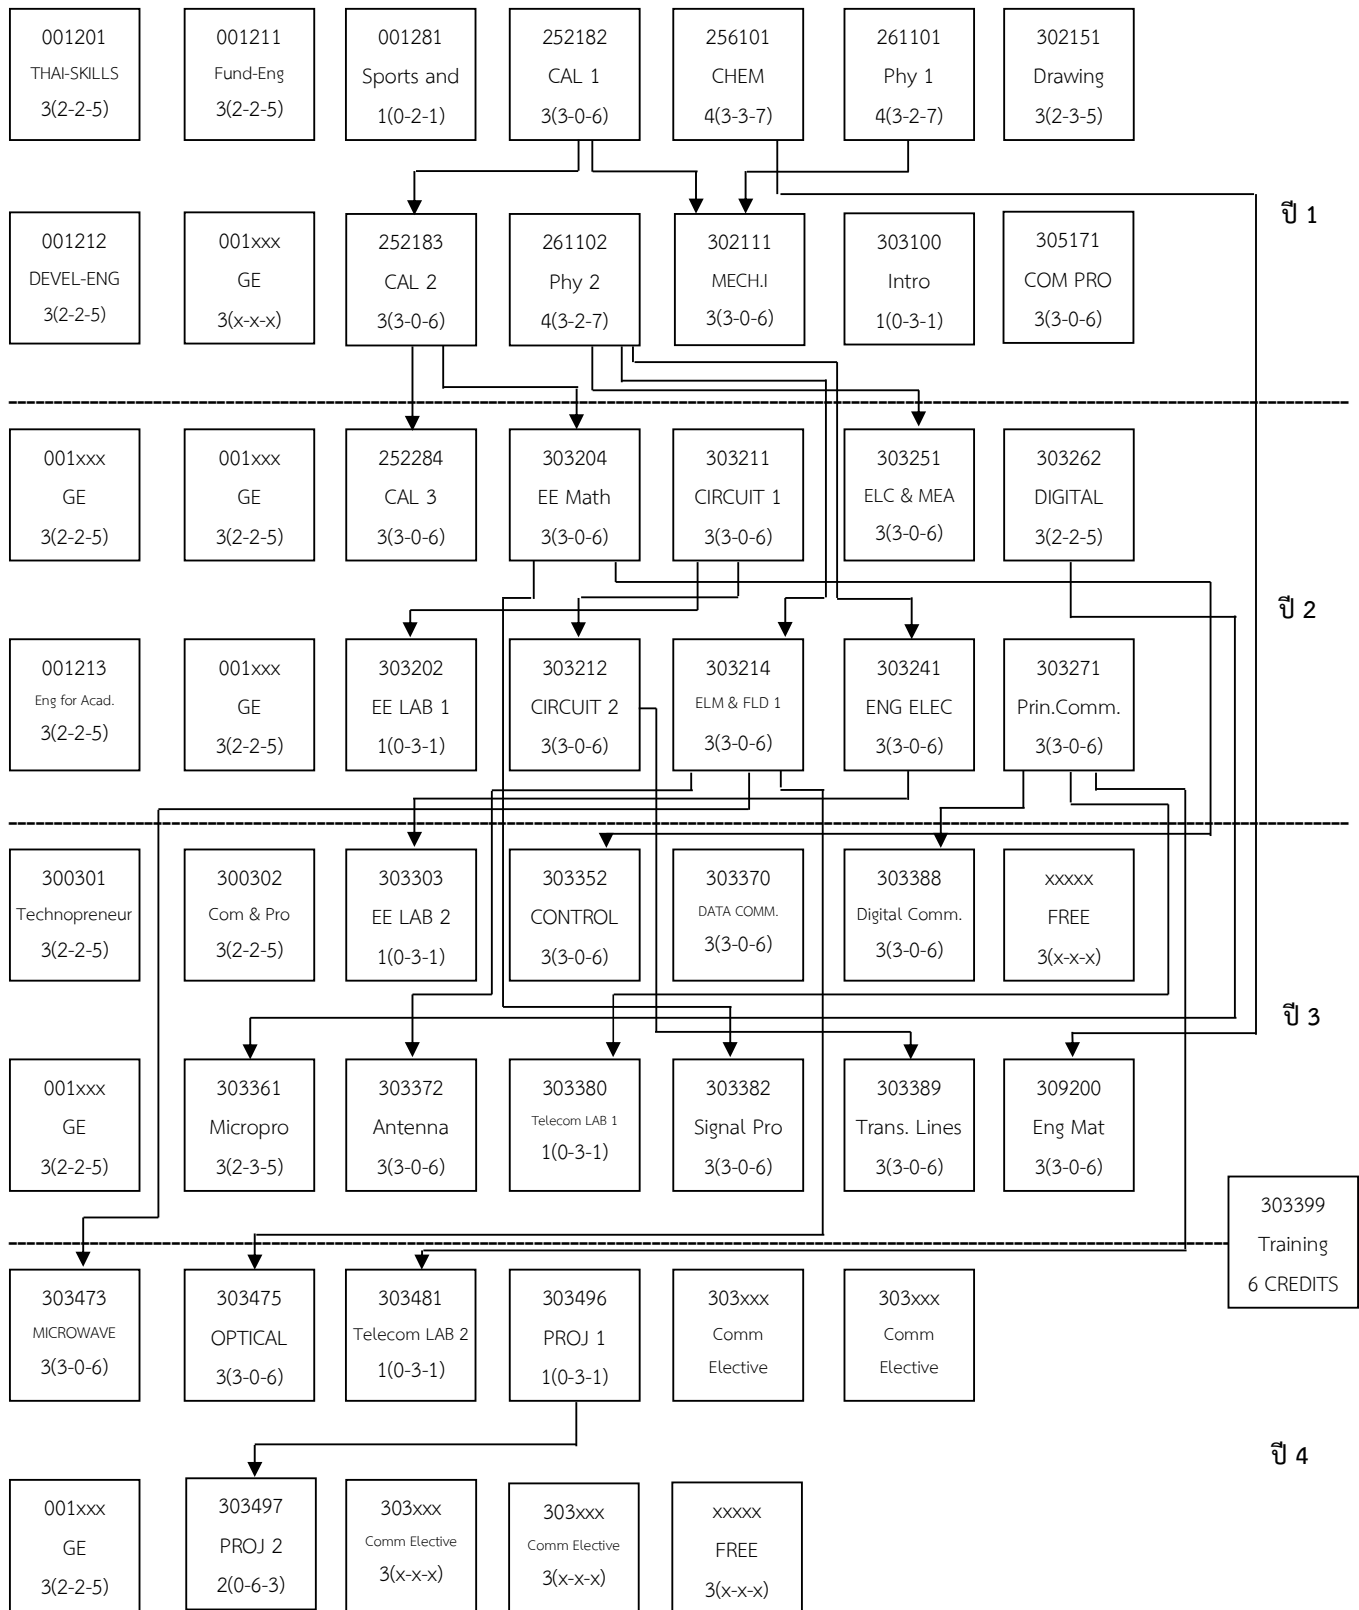 001201
THAI-SKILLS
3(2-2-5)
001211
Fund-Eng
3(2-2-5)
001281
Sports and
1(0-2-1)
252182
CAL 1
3(3-0-6)
256101
CHEM
4(3-3-7)
261101
Phy 1
4(3-2-7)
302151
Drawing
3(2-3-5)
ปี 1
001212
DEVEL-ENG
3(2-2-5)
001xxx
GE
3(x-x-x)
252183
CAL 2
3(3-0-6)
261102
Phy 2
4(3-2-7)
302111
MECH.I
3(3-0-6)
303100
Intro
1(0-3-1)
305171
COM PRO
3(3-0-6)
001xxx
GE
3(2-2-5)
001xxx
GE
3(2-2-5)
252284
CAL 3
3(3-0-6)
303204
EE Math
3(3-0-6)
303211
CIRCUIT 1
3(3-0-6)
303251
ELC & MEA
3(3-0-6)
303262
DIGITAL
3(2-2-5)
ปี 2
001213
Eng for Acad.
3(2-2-5)
001xxx
GE
3(2-2-5)
303202
EE LAB 1
1(0-3-1)
303212
CIRCUIT 2
3(3-0-6)
303214
ELM & FLD 1
3(3-0-6)
303241
ENG ELEC
3(3-0-6)
303271
Prin.Comm.
3(3-0-6)
300301
Technopreneur
3(2-2-5)
300302
Com & Pro
3(2-2-5)
303303
EE LAB 2
1(0-3-1)
303352
CONTROL
3(3-0-6)
303370
DATA COMM.
3(3-0-6)
303388
Digital Comm.
3(3-0-6)
xxxxx
FREE
3(x-x-x)
ปี 3
001xxx
GE
3(2-2-5)
303361
Micropro
3(2-3-5)
303372
Antenna
3(3-0-6)
303380
Telecom LAB 1
1(0-3-1)
303382
Signal Pro
3(3-0-6)
303389
Trans. Lines
3(3-0-6)
309200
Eng Mat
3(3-0-6)
303399
Training
6 CREDITS
303473
MICROWAVE
3(3-0-6)
303475
OPTICAL
3(3-0-6)
303481
Telecom LAB 2
1(0-3-1)
303496
PROJ 1
1(0-3-1)
303xxx
Comm
Elective
303xxx
Comm
Elective
ปี 4
001xxx
GE
3(2-2-5)
303497
PROJ 2
2(0-6-3)
303xxx
Comm Elective
3(x-x-x)
303xxx
Comm Elective
3(x-x-x)
xxxxx
FREE
3(x-x-x)